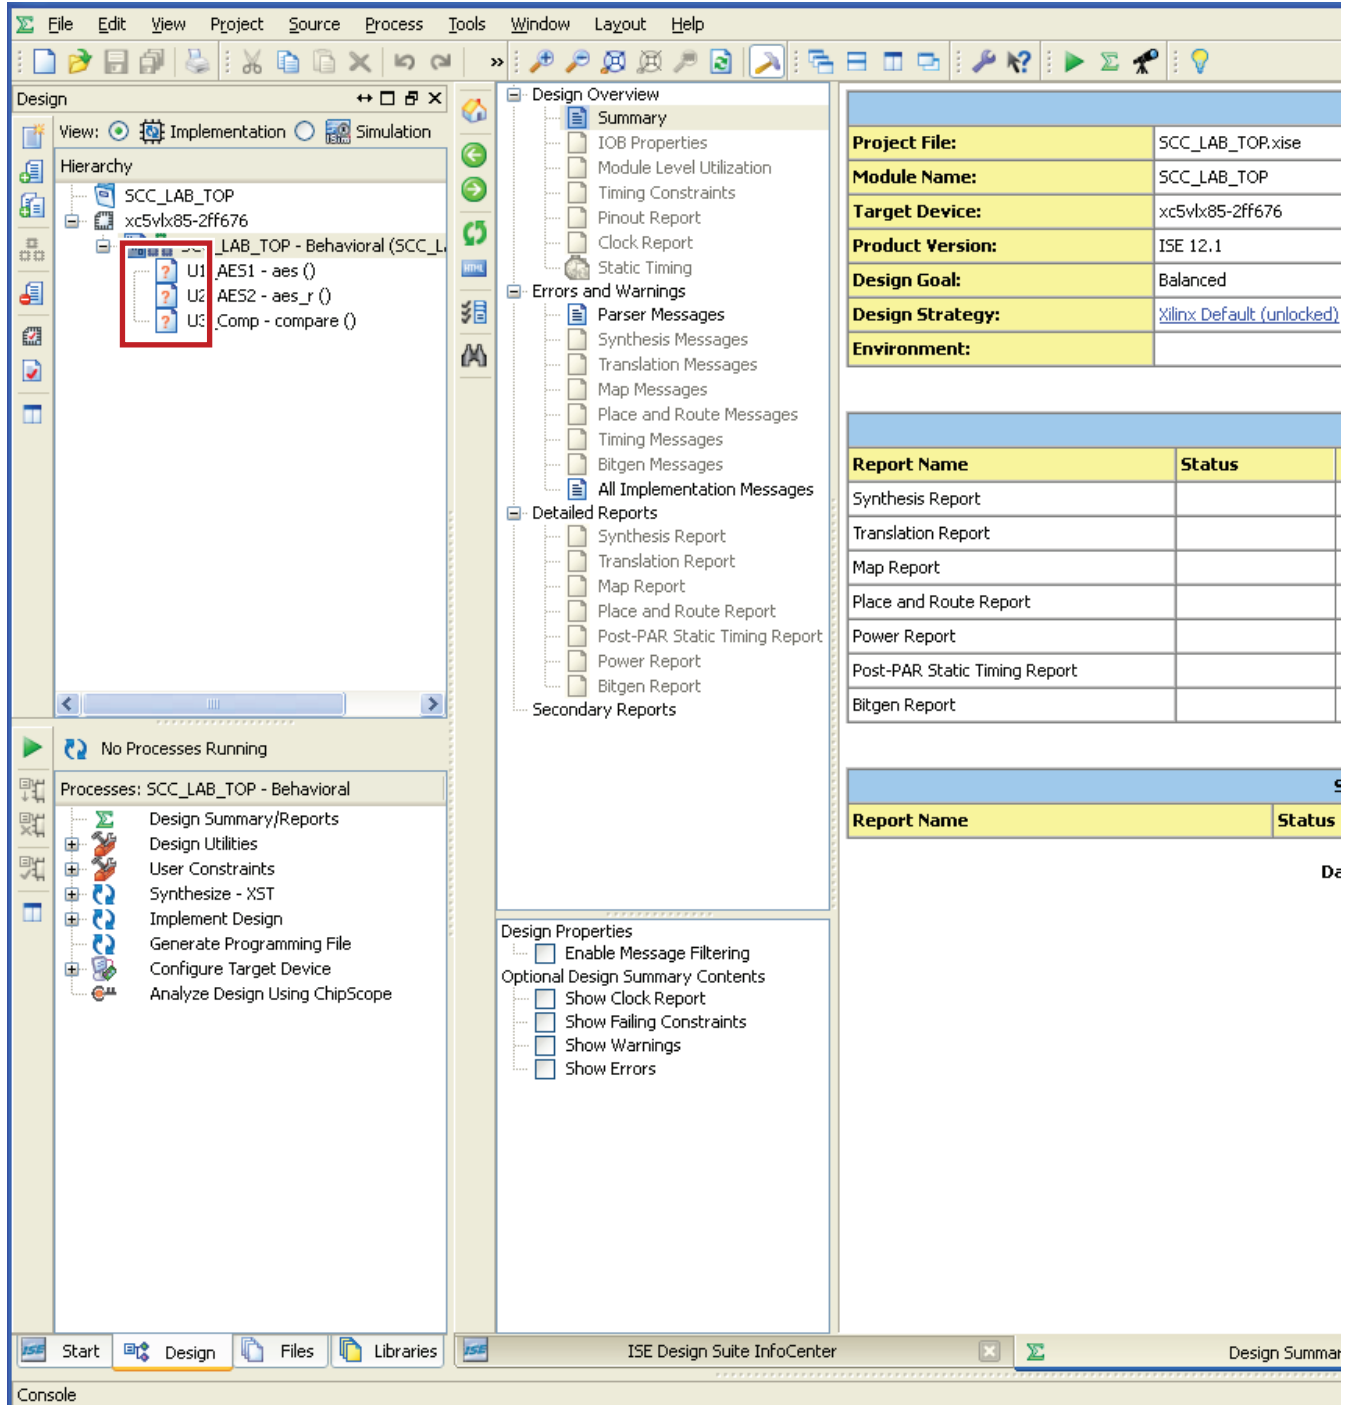 File Edit View Project Source Process Tools Window Layout Help
Design
View: Implementation Simulation
Hierarchy
SCC_LAB_TOP
xc5vlx85-2ff676
_LAB_TOP - Behavioral (SCC_L
U1_AES1 - aes ()
U2_AES2 - aes_r ()
U3_Comp - compare ()
No Processes Running
Processes: SCC_LAB_TOP - Behavioral
Design Summary/Reports
Design Utilities
User Constraints
Synthesize - XST
Implement Design
Generate Programming File
Configure Target Device
Analyze Design Using ChipScope
Start Design Files Libraries
Design Overview
Summary
IOB Properties
Module Level Utilization
Timing Constraints
Pinout Report
Clock Report
Static Timing
Errors and Warnings
Parser Messages
Synthesis Messages
Translation Messages
Map Messages
Place and Route Messages
Timing Messages
Bitgen Messages
All Implementation Messages
Detailed Reports
Synthesis Report
Translation Report
Map Report
Place and Route Report
Post-PAR Static Timing Report
Power Report
Bitgen Report
Secondary Reports
Design Properties
Enable Message Filtering
Optional Design Summary Contents
Show Clock Report
Show Failing Constraints
Show Warnings
Show Errors
Project File: SCC_LAB_TOP.xise
Module Name: SCC_LAB_TOP
Target Device: xc5vlx85-2ff676
Product Version: ISE 12.1
Design Goal: Balanced
Design Strategy: Xilinx Default (unlocked)
Environment:
Report Name Status
Synthesis Report
Translation Report
Map Report
Place and Route Report
Power Report
Post-PAR Static Timing Report
Bitgen Report
Report Name Status
Da
ISE Design Suite InfoCenter
Design Summar
Console